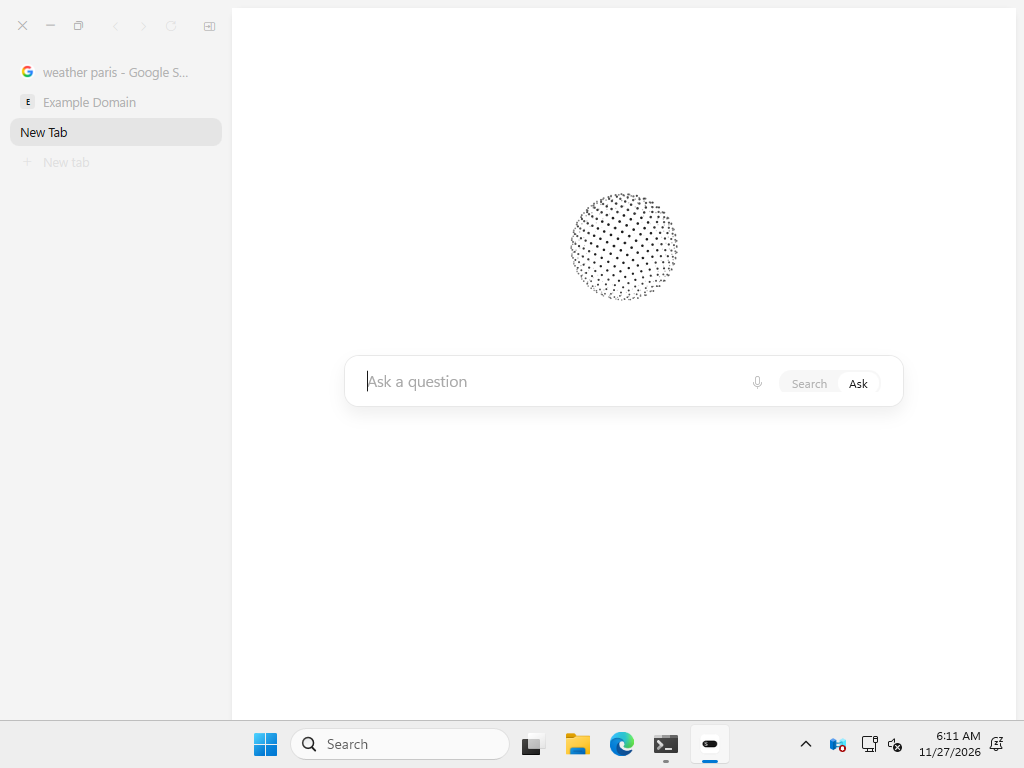 weather paris - Google S...
E
Example Domain
New Tab
+ New tab
Ask a question
Search
Ask
Search
6:11 AM
11/27/2026